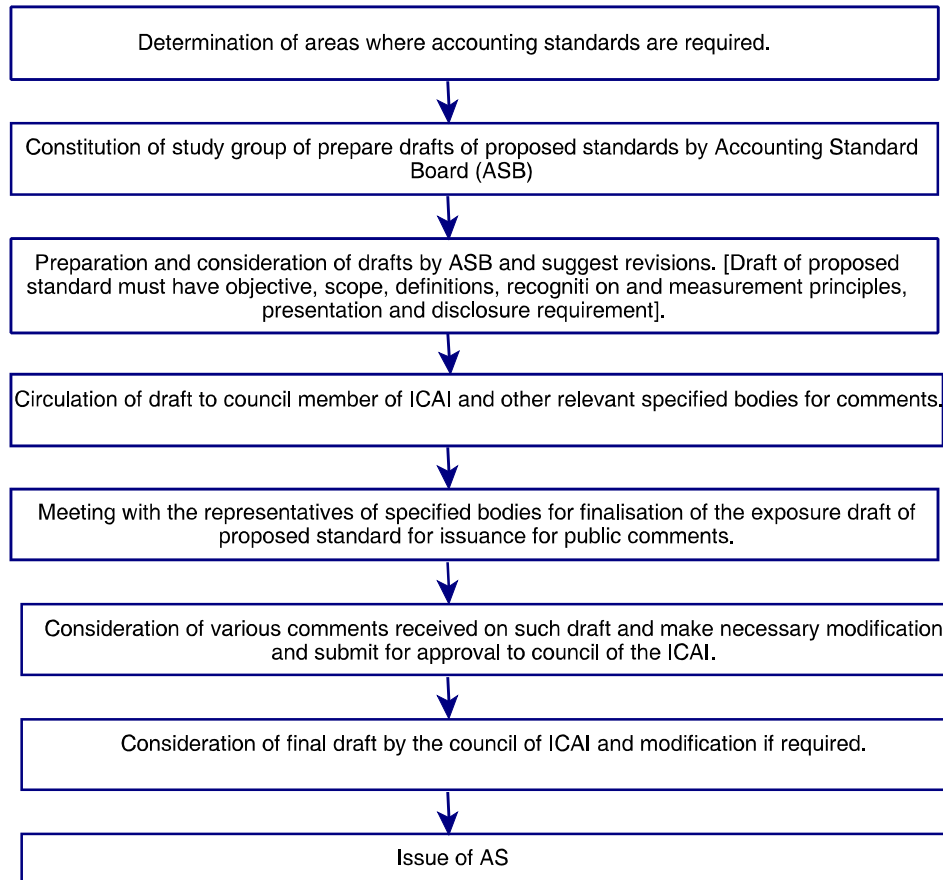 Determination of areas where accounting standards are required.
Constitution of study group of prepare drafts of proposed standards by Accounting Standard
Board (ASB)
Preparation and consideration of drafts by ASB and suggest revisions. [Draft of proposed
standard must have objective, scope, definitions, recogniti on and measurement principles,
presentation and disclosure requirement].
Circulation of draft to council member of ICAI and other relevant specified bodies for comments.
Meeting with the representatives of specified bodies for finalisation of the exposure draft of
proposed standard for issuance for public comments.
Consideration of various comments received on such draft and make necessary modification
and submit for approval to council of the ICAI.
Consideration of final draft by the council of ICAI and modification if required.
Issue of AS